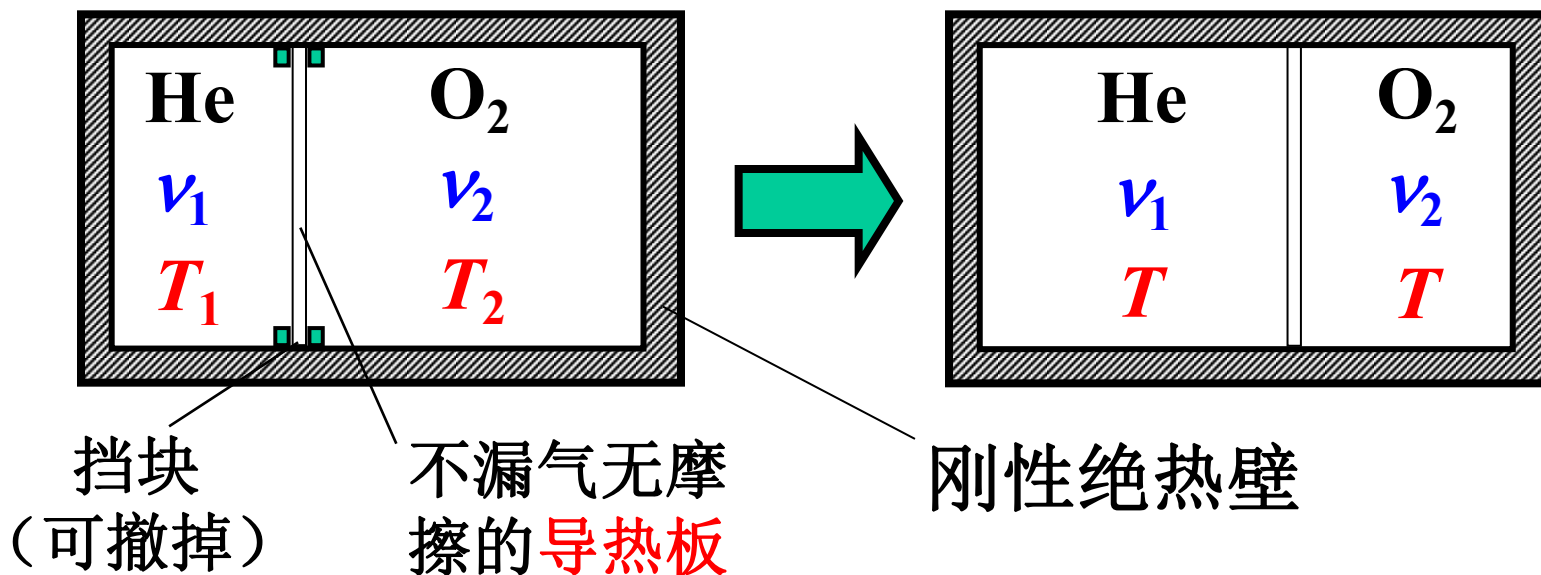 He
O₂
ν₁
ν₂
T₁
T₂
He
O₂
ν₁
ν₂
T
T
挡块
（可撤掉）
不漏气无摩
擦的导热板
刚性绝热壁